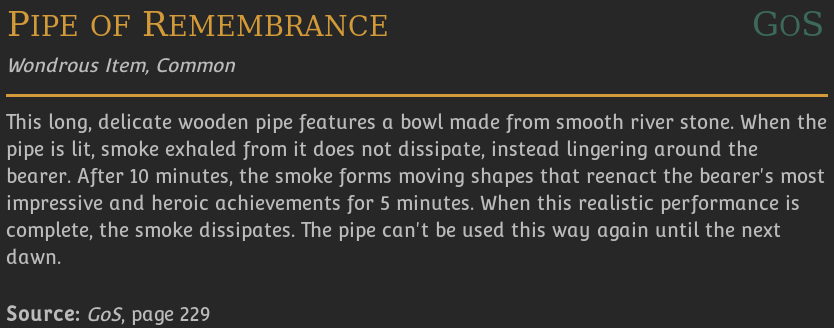 Pipe of Remembrance GoS
Wondrous Item, Common
This long, delicate wooden pipe features a bowl made from smooth river stone. When the
pipe is lit, smoke exhaled from it does not dissipate, instead lingering around the
bearer. After 10 minutes, the smoke forms moving shapes that reenact the bearer's most
impressive and heroic achievements for 5 minutes. When this realistic performance is
complete, the smoke dissipates. The pipe can't be used this way again until the next
dawn.
Source: GoS, page 229